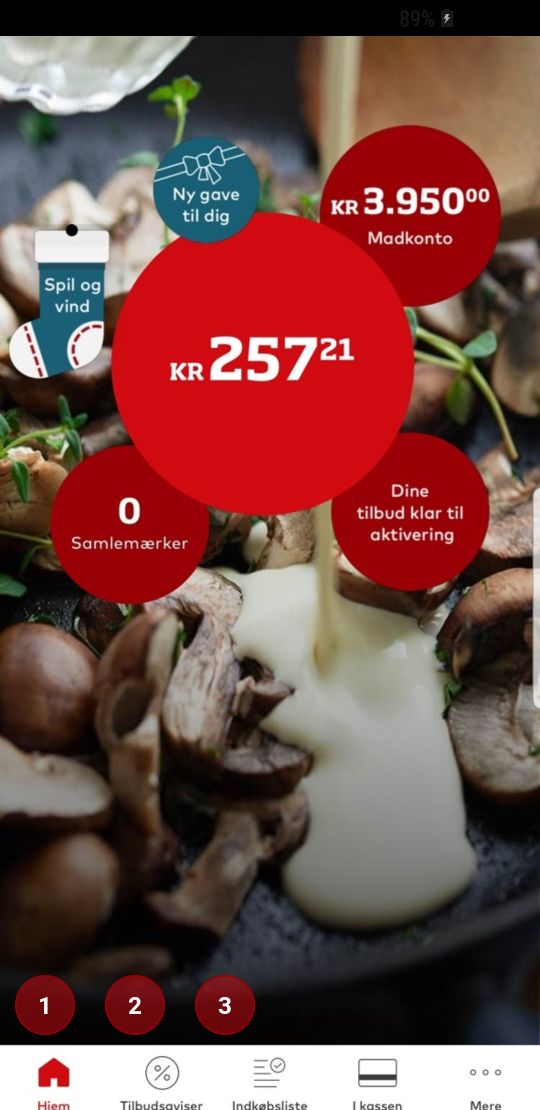 89%
Ny gave
til dig
KR 3.950⁰⁰
Madkonto
Spil og
vind
KR 257²¹
0
Samlemærker
Dine
tilbud klar til
aktivering
1 2 3
Hjem Tilbudsaviser Indkøbsliste I kassen Mere